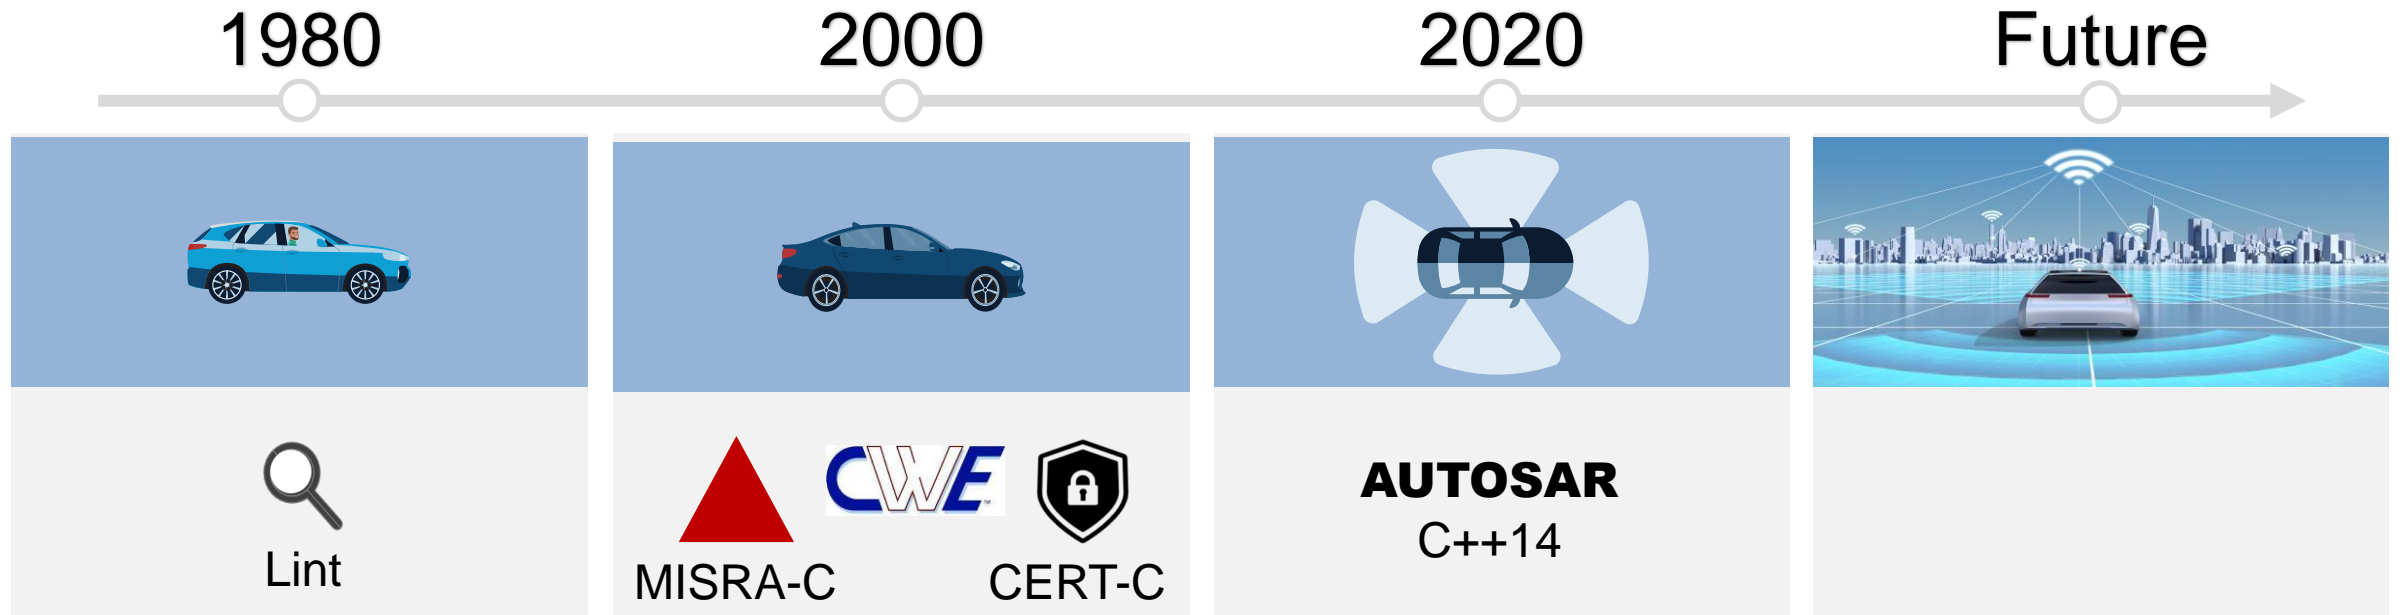 1980
2000
2020
Future
Lint
CWE
MISRA-C
CERT-C
AUTOSAR
C++14